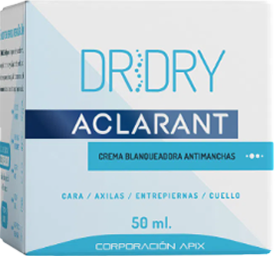 DR DRY
ACLARANT
CREMA BLANQUEADORA ANTIMANCHAS
CARA / AXILAS / ENTREPIERNAS / CUELLO
50 ml.
CORPORACIÓN APIX